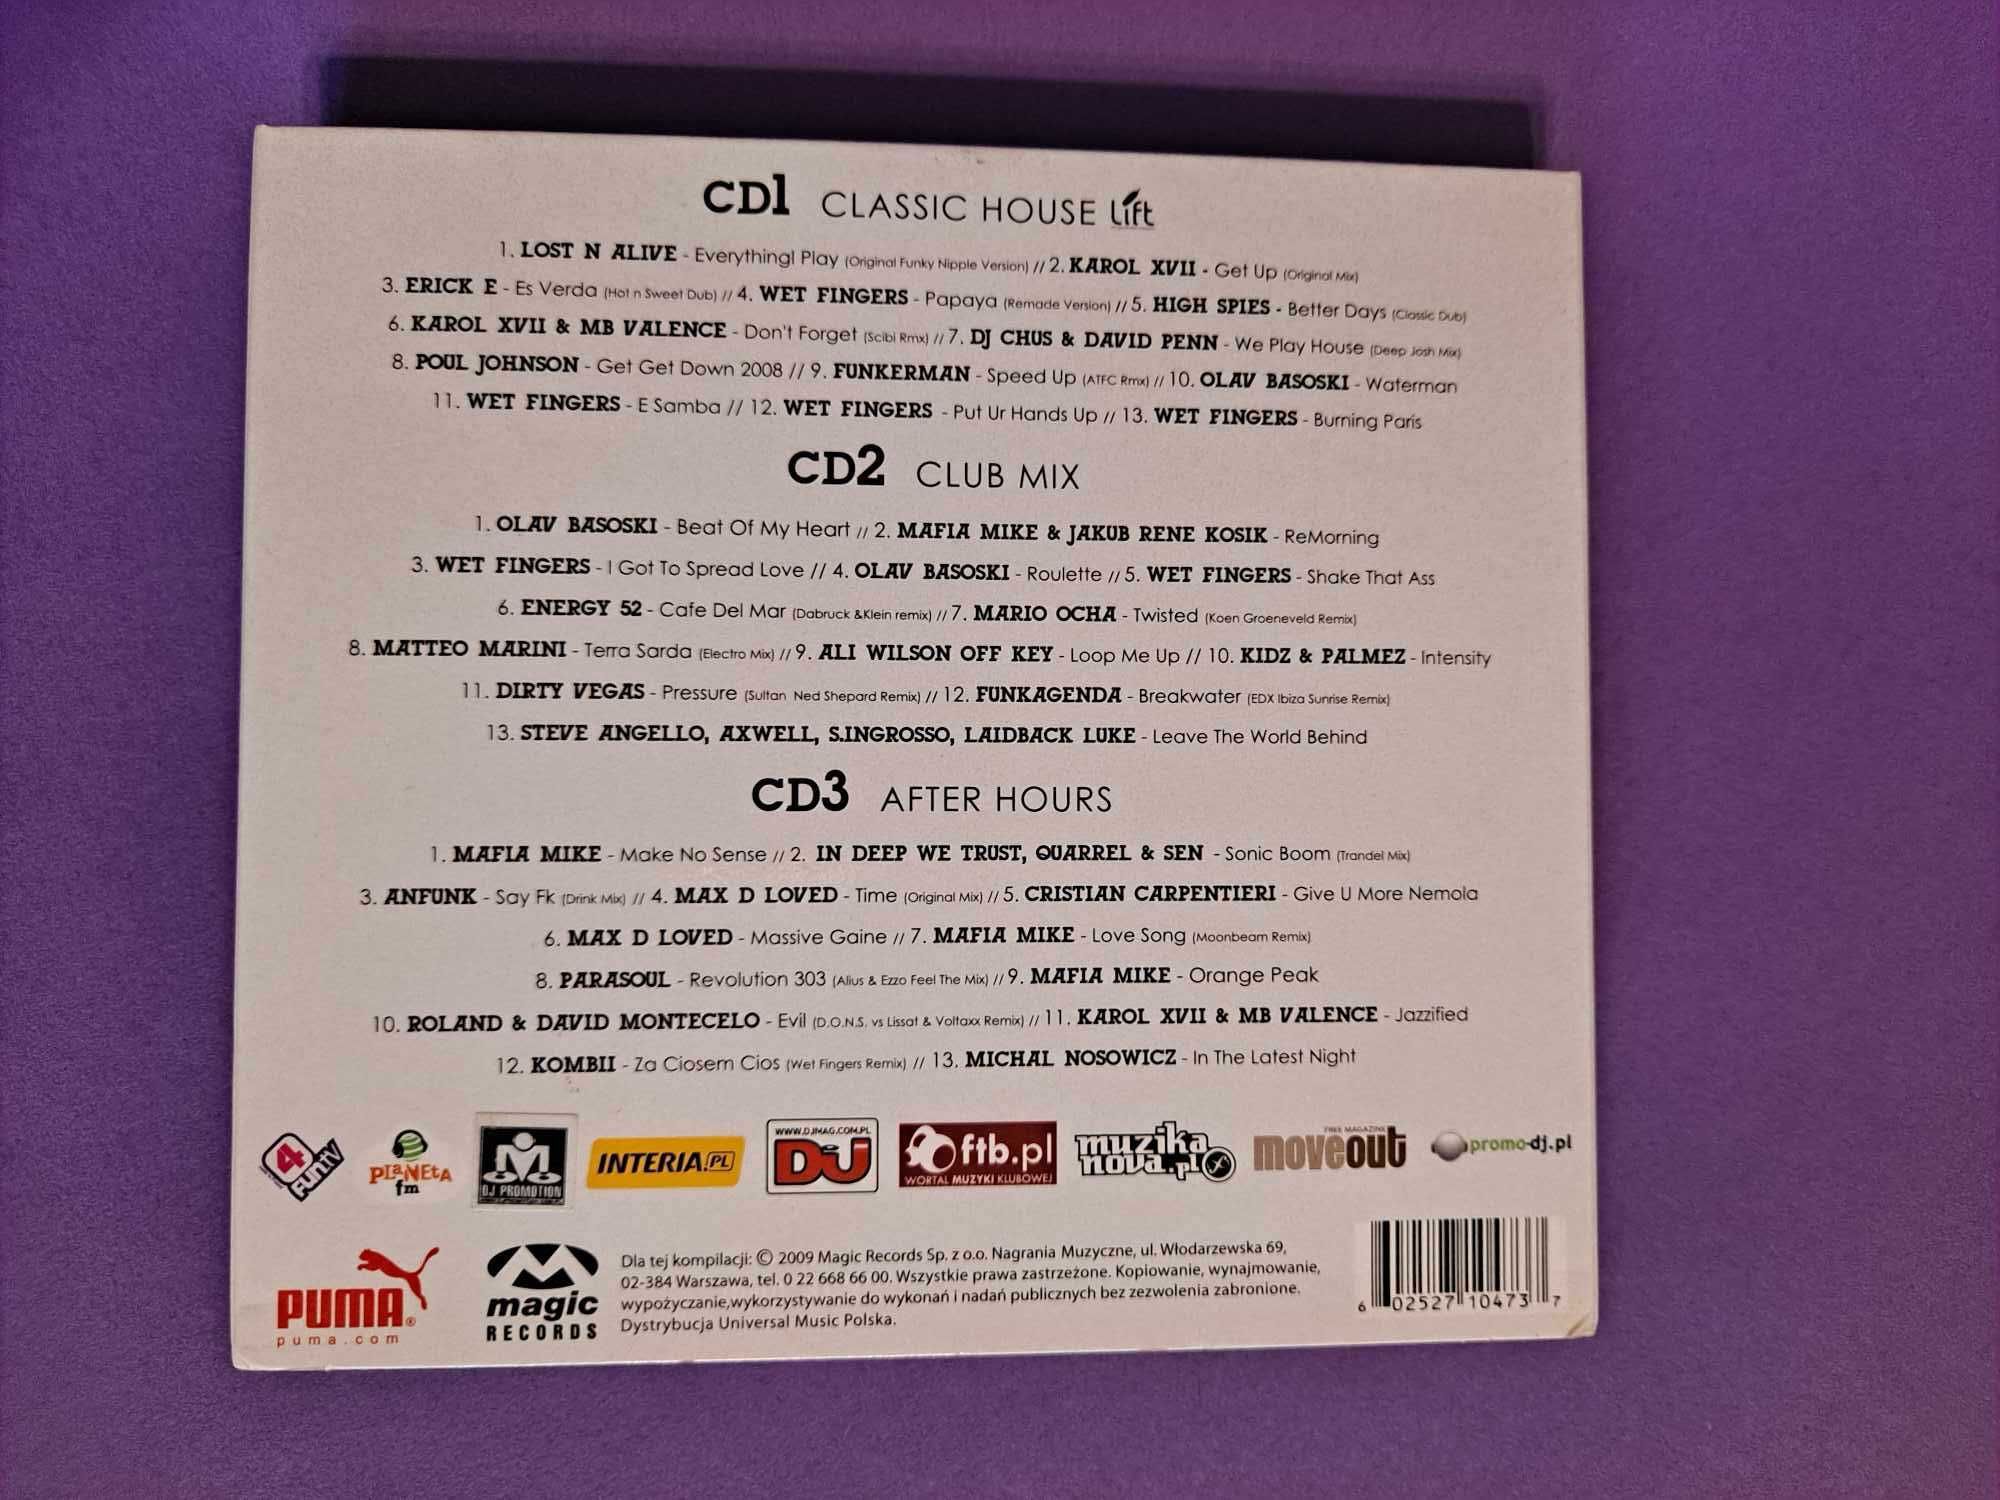 CD1 CLASSIC HOUSE Lift
1. LOST N ALIVE - EverythingI Play (Original Funky Nipple Version) // 2. KAROL XVII - Get Up (Original Mix)
3. ERICK E - Es Verda (Hot n Sweet Dub) // 4. WET FINGERS - Papaya (Remade Version) // 5. HIGH SPIES - Better Days (Classic Dub)
6. KAROL XVII & MB VALENCE - Don't Forget (Scibi Rmx) // 7. DJ CHUS & DAVID PENN - We Play House (Deep Josh Mix)
8. POUL JOHNSON - Get Get Down 2008 // 9. FUNKERMAN - Speed Up (ATFC Rmx) // 10. OLAV BASOSKI - Waterman
11. WET FINGERS - E Samba // 12. WET FINGERS - Put Ur Hands Up // 13. WET FINGERS - Burning Paris
CD2 CLUB MIX
1. OLAV BASOSKI - Beat Of My Heart // 2. MAFIA MIKE & JAKUB RENE KOSIK - ReMorning
3. WET FINGERS - I Got To Spread Love // 4. OLAV BASOSKI - Roulette // 5. WET FINGERS - Shake That Ass
6. ENERGY 52 - Cafe Del Mar (Dabruck &Klein remix) // 7. MARIO OCHA - Twisted (Koen Groeneveld Remix)
8. MATTEO MARINI - Terra Sarda (Electro Mix) // 9. ALI WILSON OFF KEY - Loop Me Up // 10. KIDZ & PALMEZ - Intensity
11. DIRTY VEGAS - Pressure (Sultan Ned Shepard Remix) // 12. FUNKAGENDA - Breakwater (EDX Ibiza Sunrise Remix)
13. STEVE ANGELLO, AXWELL, S.INGROSSO, LAIDBACK LUKE - Leave The World Behind
CD3 AFTER HOURS
1. MAFIA MIKE - Make No Sense // 2. IN DEEP WE TRUST, QUARREL & SEN - Sonic Boom (Trandel Mix)
3. ANFUNK - Say Fk (Drink Mix) // 4. MAX D LOVED - Time (Original Mix) // 5. CRISTIAN CARPENTIERI - Give U More Nemola
6. MAX D LOVED - Massive Gaine // 7. MAFIA MIKE - Love Song (Moonbeam Remix)
8. PARASOUL - Revolution 303 (Alius & Ezzo Feel The Mix) // 9. MAFIA MIKE - Orange Peak
10. ROLAND & DAVID MONTECELO - Evil (D.O.N.S. vs Lissat & Voltaxx Remix) // 11. KAROL XVII & MB VALENCE - Jazzified
12. KOMBII - Za Ciosem Cios (Wet Fingers Remix) // 13. MICHAL NOSOWICZ - In The Latest Night
4 FUN TV
PLANETA
fm
M
DJ PROMOTION
INTERIA.PL
WWW.DJMAG.COM.PL
DJ
ftb.pl
WORTAL MUZYKI KLUBOWEJ
muzika
nova.pl
FREE MAGAZINE
moveout
promo-dj.pl
PUMA®
puma.com
magic
RECORDS
Dla tej kompilacji: © 2009 Magic Records Sp. z o.o. Nagrania Muzyczne, ul. Włodarzewska 69,
02-384 Warszawa, tel. 0 22 668 66 00. Wszystkie prawa zastrzeżone. Kopiowanie, wynajmowanie,
wypożyczanie,wykorzystywanie do wykonań i nadań publicznych bez zezwolenia zabronione.
Dystrybucja Universal Music Polska.
6 02527 10473 7